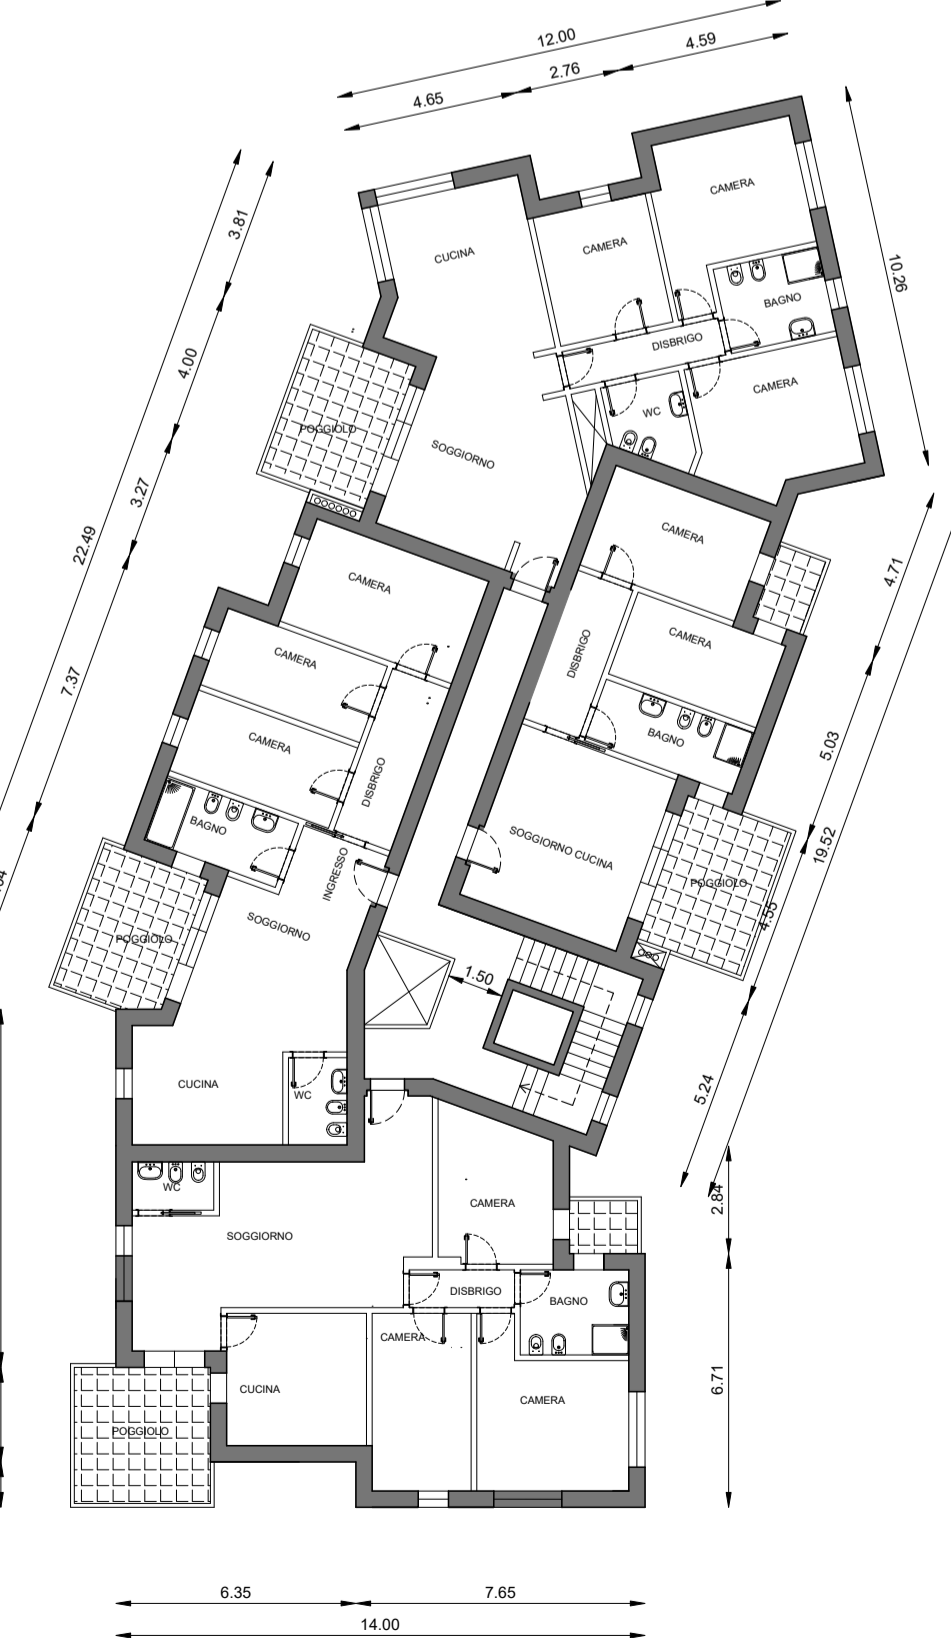 12.00
4.59
2.76
4.65
CAMERA
3.81
CAMERA
CUCINA
10.26
BAGNO
DISBRIGO
4.00
CAMERA
WC
POGGIOLO
SOGGIORNO
3.27
CAMERA
22.49
4.71
CAMERA
CAMERA
DISBRIGO
CAMERA
7.37
BAGNO
CAMERA
5.03
DISBRIGO
BAGNO
SOGGIORNO CUCINA
19.52
INGRESSO
POGGIOLO
4.55
SOGGIORNO
POGGIOLO
1.50
CUCINA
WC
5.24
WC
CAMERA
2.84
SOGGIORNO
DISBRIGO
BAGNO
CAMERA
6.71
CUCINA
CAMERA
POGGIOLO
6.35
7.65
14.00